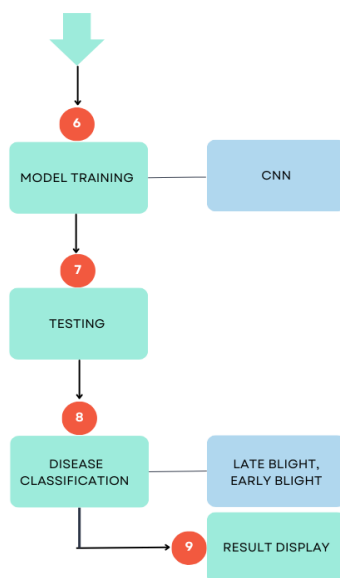 6
MODEL TRAINING
CNN
7
TESTING
8
DISEASE
CLASSIFICATION
LATE BLIGHT,
EARLY BLIGHT
9
RESULT DISPLAY